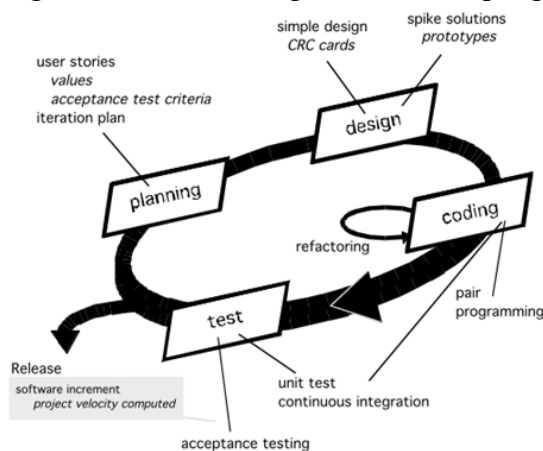 simple design
CRC cards
spike solutions
prototypes
user stories
values
acceptance test criteria
iteration plan
design
planning
coding
refactoring
test
pair
programming
Release
software increment
project velocity computed
unit test
continuous integration
acceptance testing